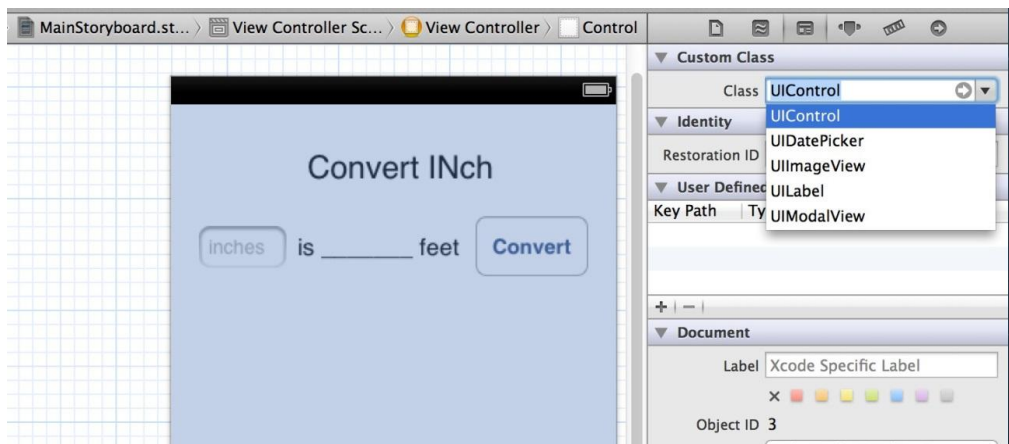 MainStoryboard.st... View Controller Sc... View Controller Control
Convert INch
inches is _______ feet Convert
Custom Class
Class UIControl
UIControl
UIDatePicker
UIImageView
UILabel
UIModalView
Identity
Restoration ID
User Defined
Key Path Ty
+ −
Document
Label Xcode Specific Label
X
Object ID 3